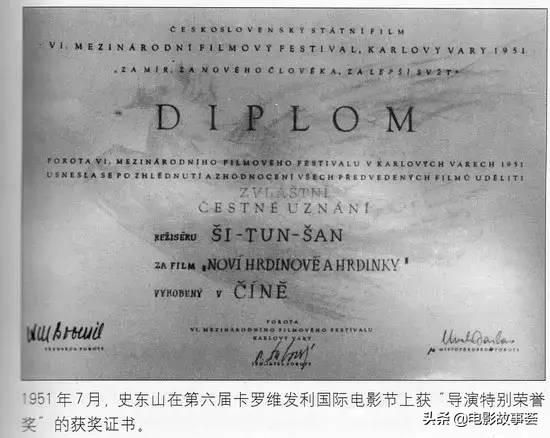 ČESKOSLOVENSKÝ STÁTNÍ FILM
VI. MEZINÁRODNÍ FILMOVÝ FESTIVAL, KARLOVY VARY 1951
„ZA MÍR, ZA NOVÉHO ČLOVĚKA, ZA LEPŠÍ SVĚT“
DIPLOM
POROTA VI. MEZINÁRODNÍHO FILMOVÉHO FESTIVALU V KARLOVÝCH VARECH 1951
USNESLA SE PO ZHLÉDNUTÍ A ZHODNOCENÍ VŠECH PŘEDVEDENÝCH FILMŮ UDĚLITI
ZVLÁŠTNÍ
ČESTNÉ UZNÁNÍ
REŽISÉRU ŠI-TUN-ŠAN
ZA FILM „NOVÍ HRDINOVÉ A HRDINKY"
VYROBENÝ V ČÍNĚ
POROTA
VI. MEZINÁRODNÍHO FILMOVÉHO FESTIVALU
KARLOVY VARY
1951年7月，史东山在第六届卡罗维发利国际电影节上获“导演特别荣誉
奖”的获奖证书。
头条 @电影故事荟